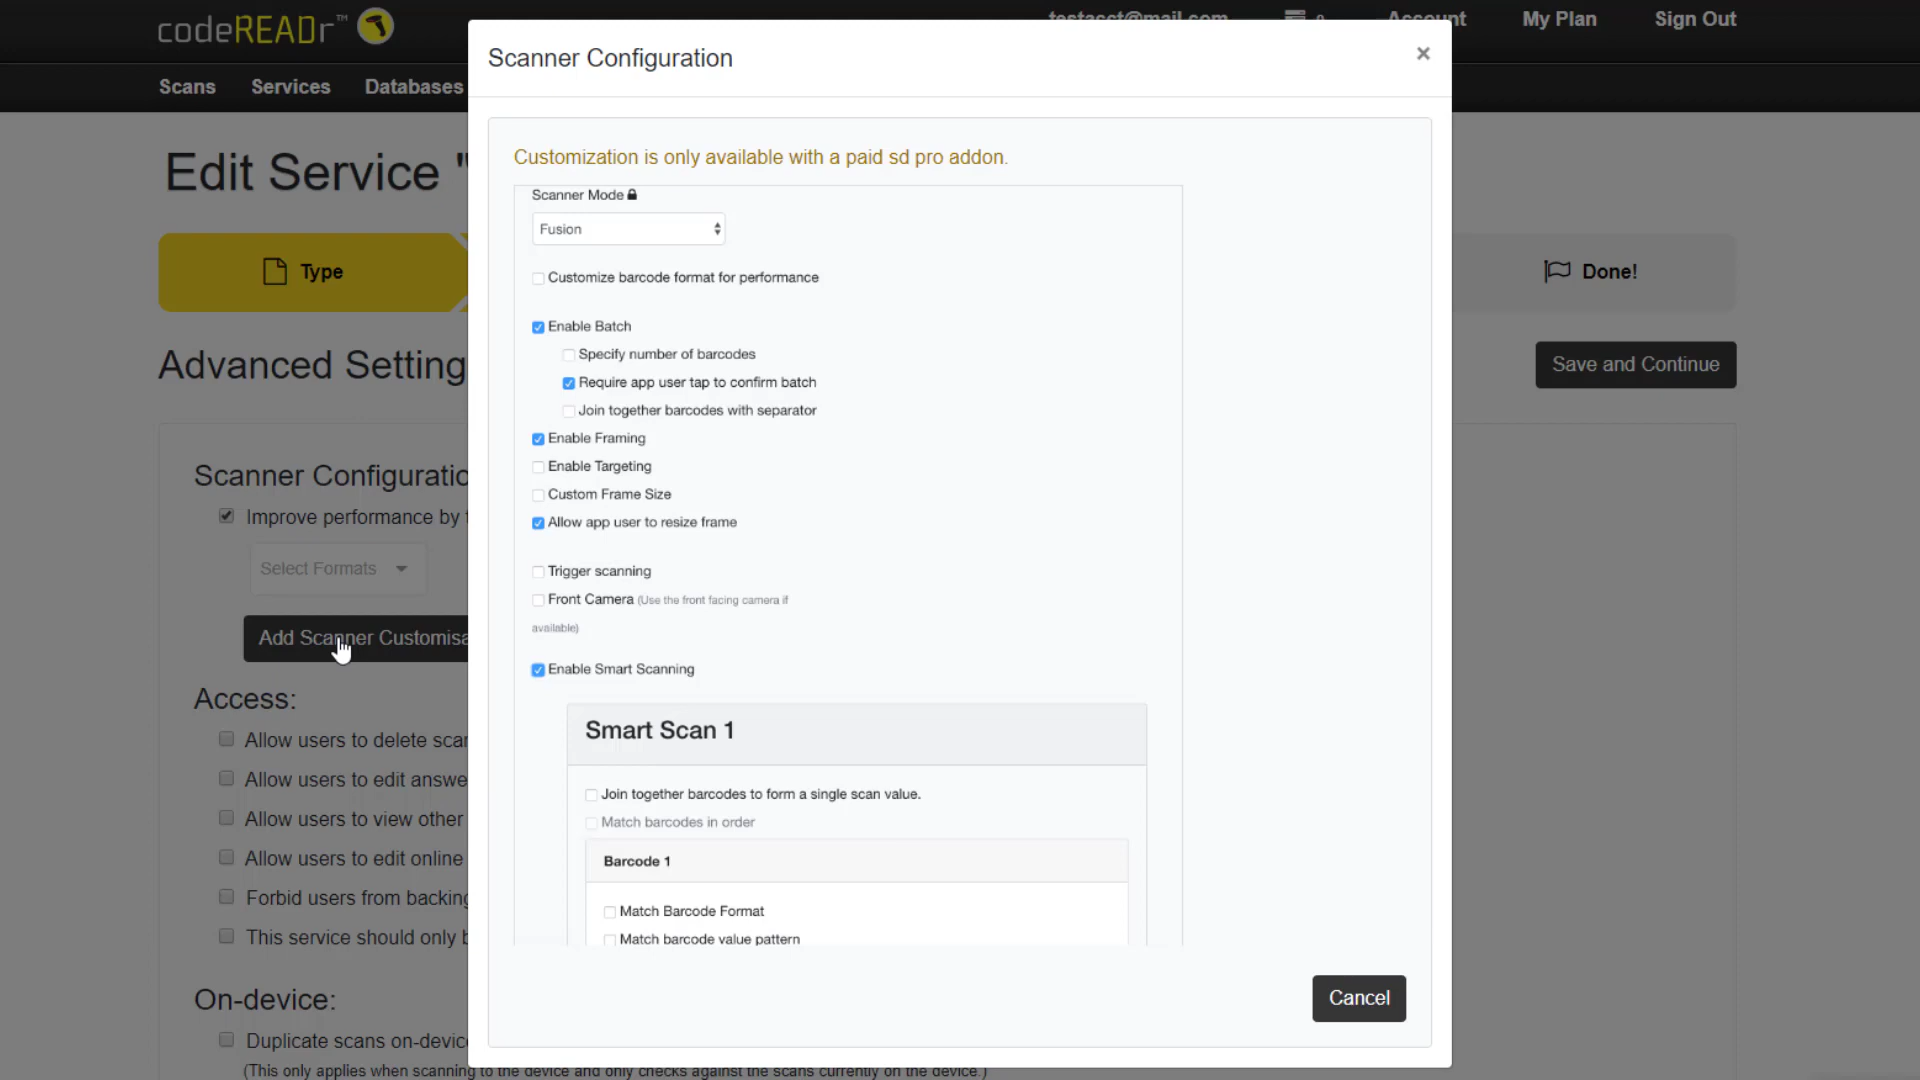 codeREADr™
testacct@mail.com
Account
My Plan
Sign Out
Scans
Services
Databases
Edit Service "
Type
Done!
Advanced Setting
Save and Continue
Scanner Configuratio
Improve performance by
Select Formats
Add Scanner Customisa
Access:
Allow users to delete scan
Allow users to edit answe
Allow users to view other
Allow users to edit online
Forbid users from backing
This service should only b
On-device:
Duplicate scans on-device
(This only applies when scanning to the device and only checks against the scans currently on the device.)
Scanner Configuration
×
Customization is only available with a paid sd pro addon.
Scanner Mode
Fusion
Customize barcode format for performance
Enable Batch
Specify number of barcodes
Require app user tap to confirm batch
Join together barcodes with separator
Enable Framing
Enable Targeting
Custom Frame Size
Allow app user to resize frame
Trigger scanning
Front Camera (Use the front facing camera if
available)
Enable Smart Scanning
Smart Scan 1
Join together barcodes to form a single scan value.
Match barcodes in order
Barcode 1
Match Barcode Format
Match barcode value pattern
Cancel